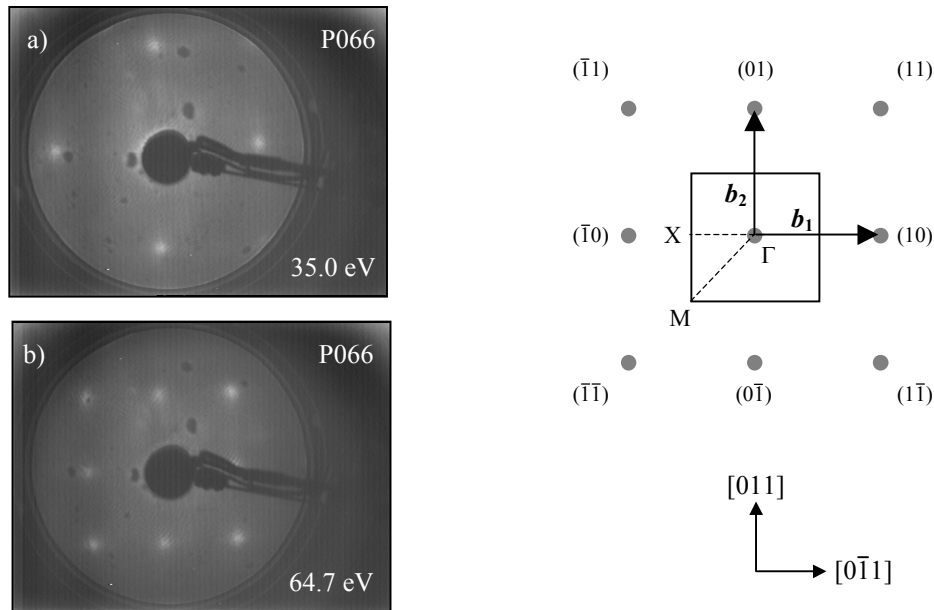 a)
P066
35.0 eV
b)
P066
64.7 eV
(1̄1)
(01)
(11)
b₂
b₁
(1̄0)
X
Γ
(10)
M
(1̄1̄)
(01̄)
(11̄)
[011]
[01̄1]